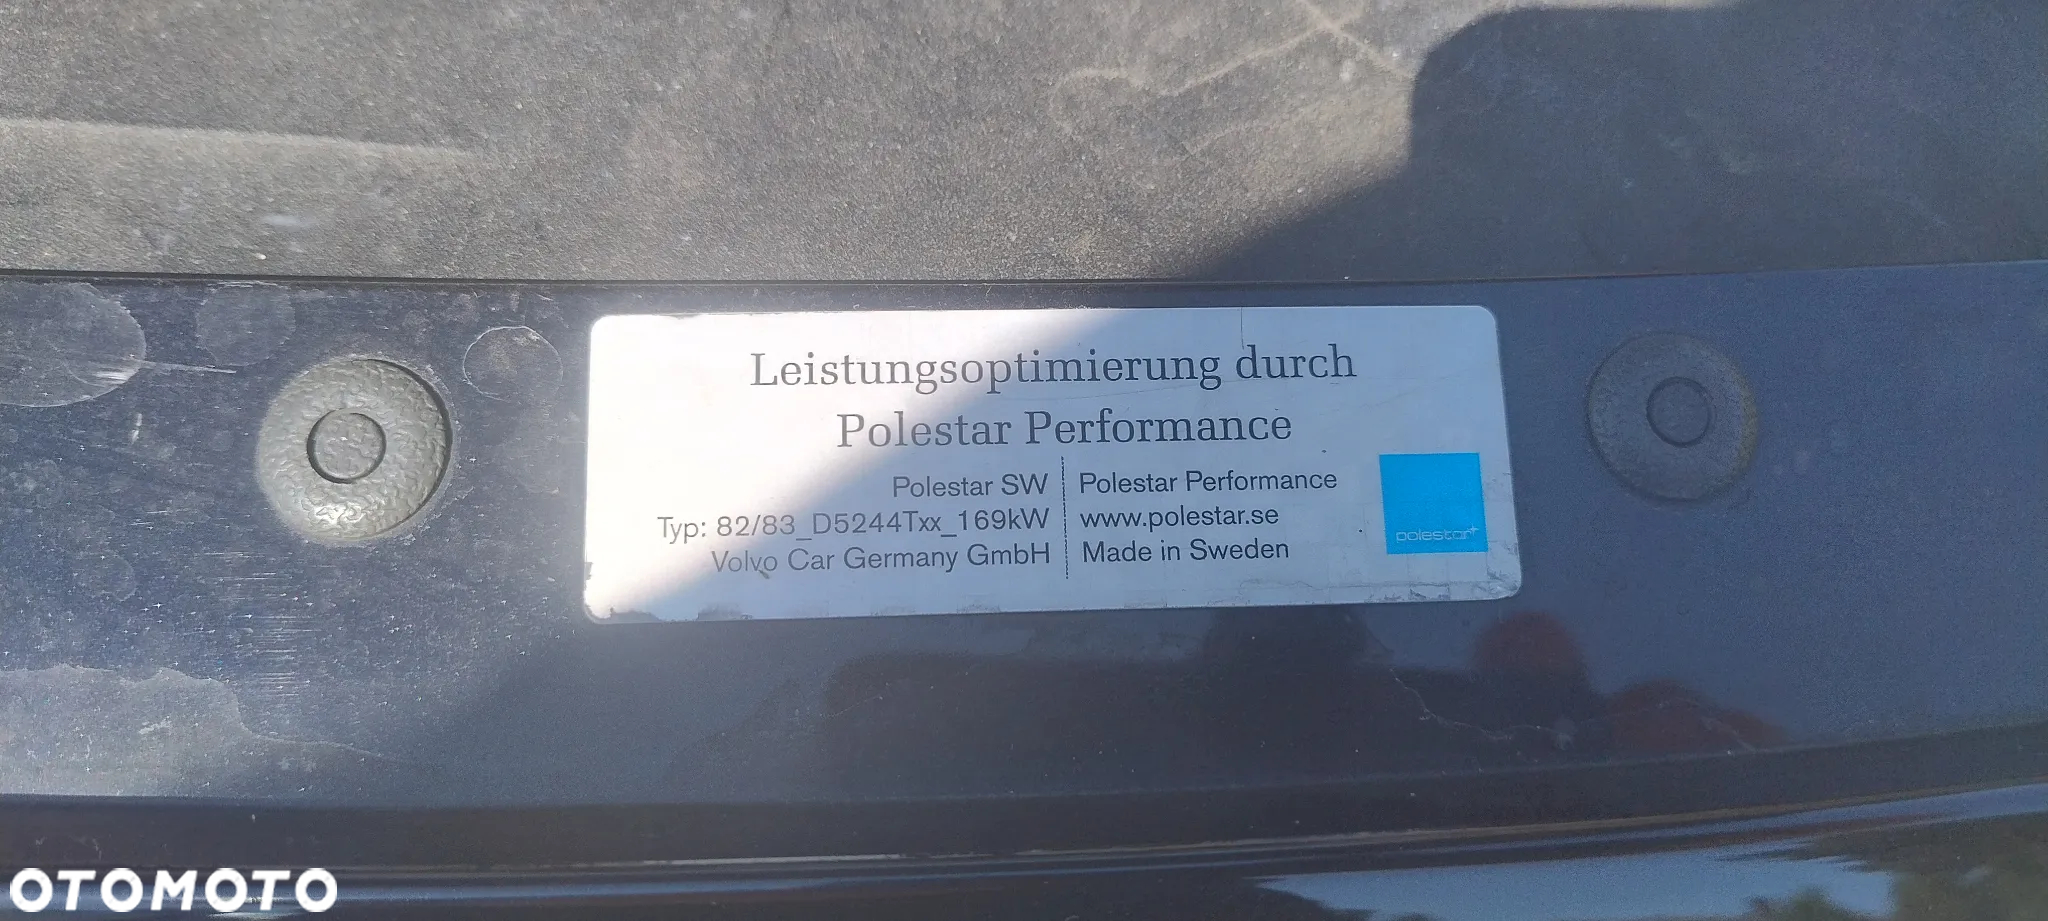 Leistungsoptimierung durch
Polestar Performance
Polestar SW
Typ: 82/83_D5244Txx_169kW
Volvo Car Germany GmbH
Polestar Performance
www.polestar.se
Made in Sweden
polestar
OTOMOTO